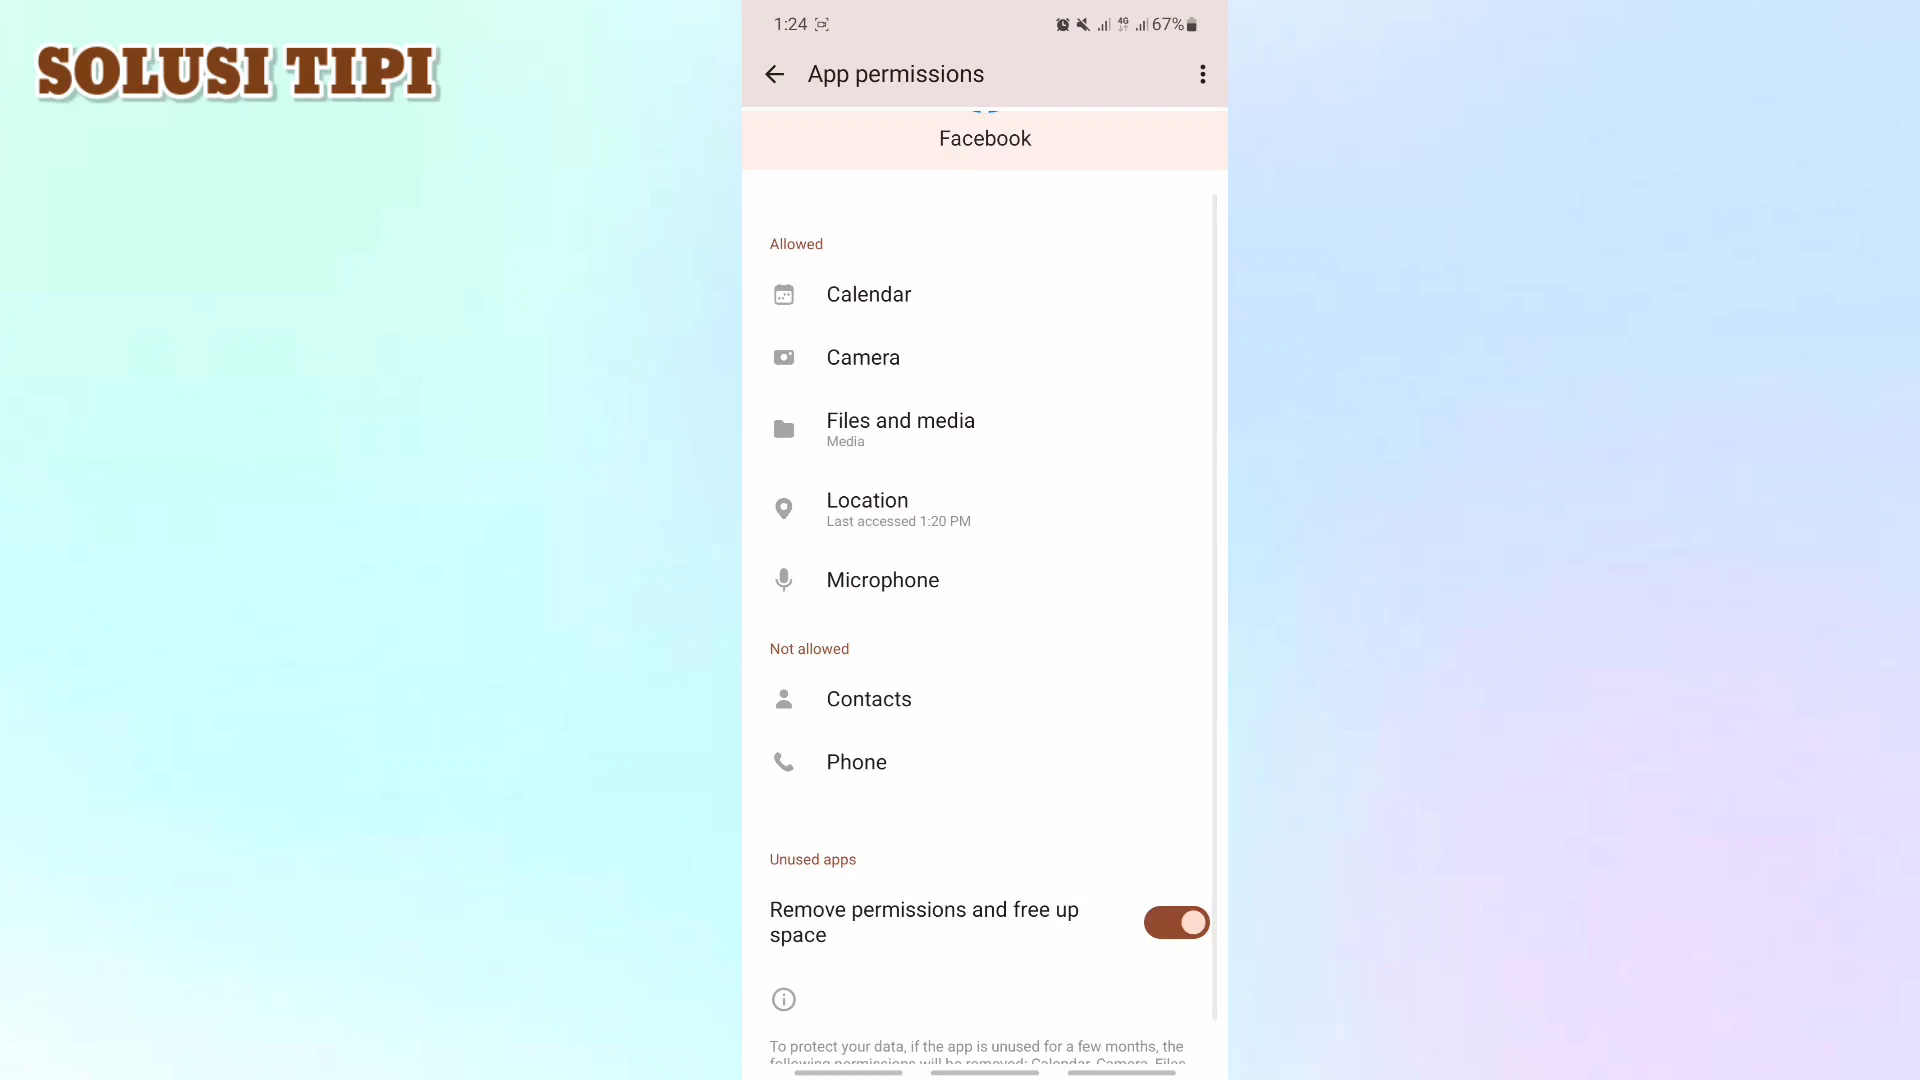 SOLUSI TIPI
1:24 4G 67%
App permissions
Facebook
Allowed
Calendar
Camera
Files and media
Media
Location
Last accessed 1:20 PM
Microphone
Not allowed
Contacts
Phone
Unused apps
Remove permissions and free up
space
To protect your data, if the app is unused for a few months, the
following permissions will be removed: Calendar, Camera, Files